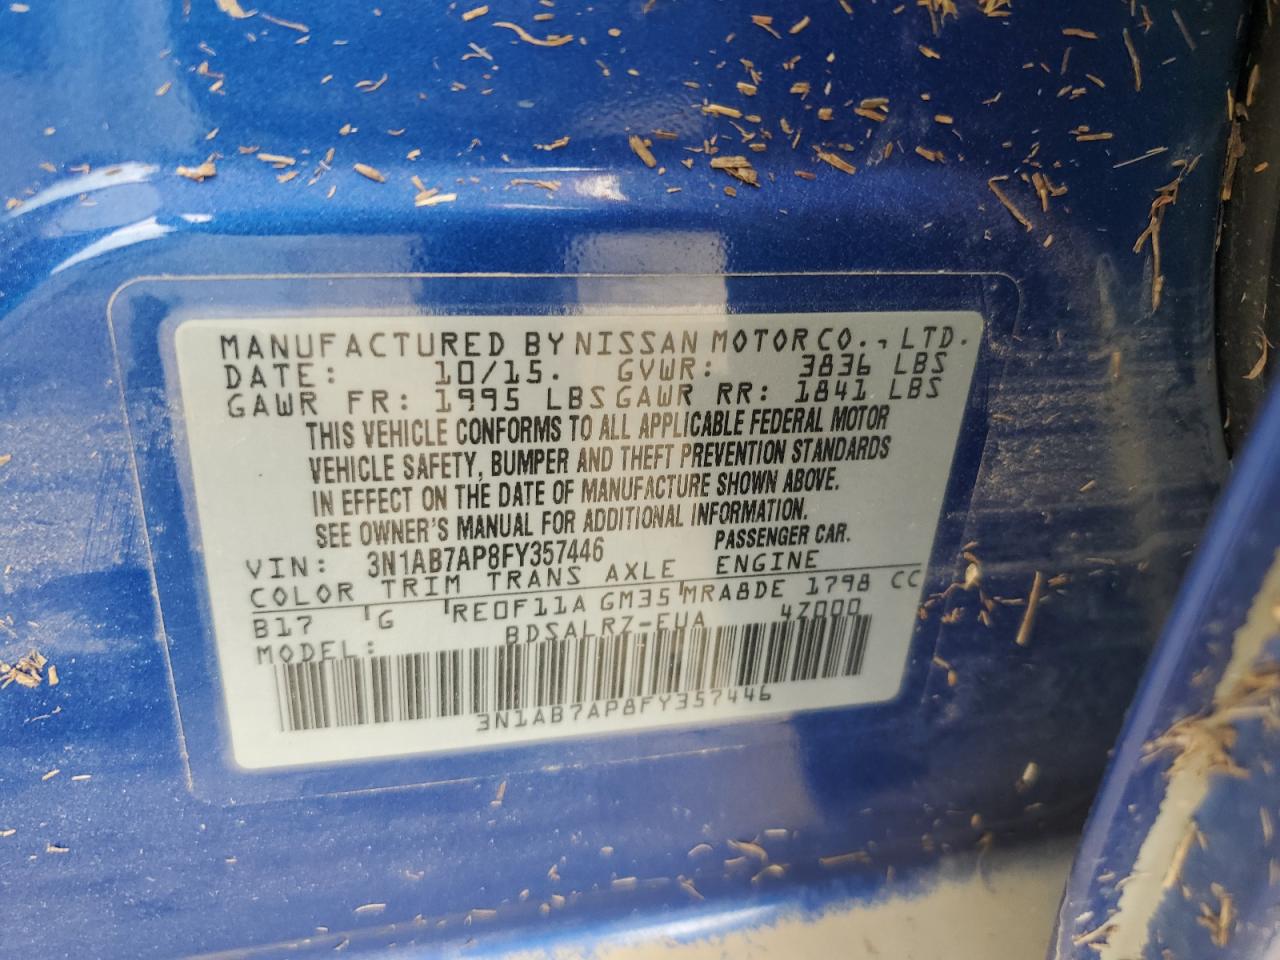 MANUFACTURED BY NISSAN MOTOR CO., LTD.
DATE: 10/15. GVWR: 3836 LBS
GAWR FR: 1995 LBS GAWR RR: 1841 LBS
THIS VEHICLE CONFORMS TO ALL APPLICABLE FEDERAL MOTOR
VEHICLE SAFETY, BUMPER AND THEFT PREVENTION STANDARDS
IN EFFECT ON THE DATE OF MANUFACTURE SHOWN ABOVE.
SEE OWNER'S MANUAL FOR ADDITIONAL INFORMATION.
VIN: 3N1AB7AP8FY357446 PASSENGER CAR.
COLOR TRIM TRANS AXLE ENGINE
B17 G RE0F11A GM35 MRA8DE 1798 CC
MODEL: BDSALRZ-EUA 4Z000
3N1AB7AP8FY357446